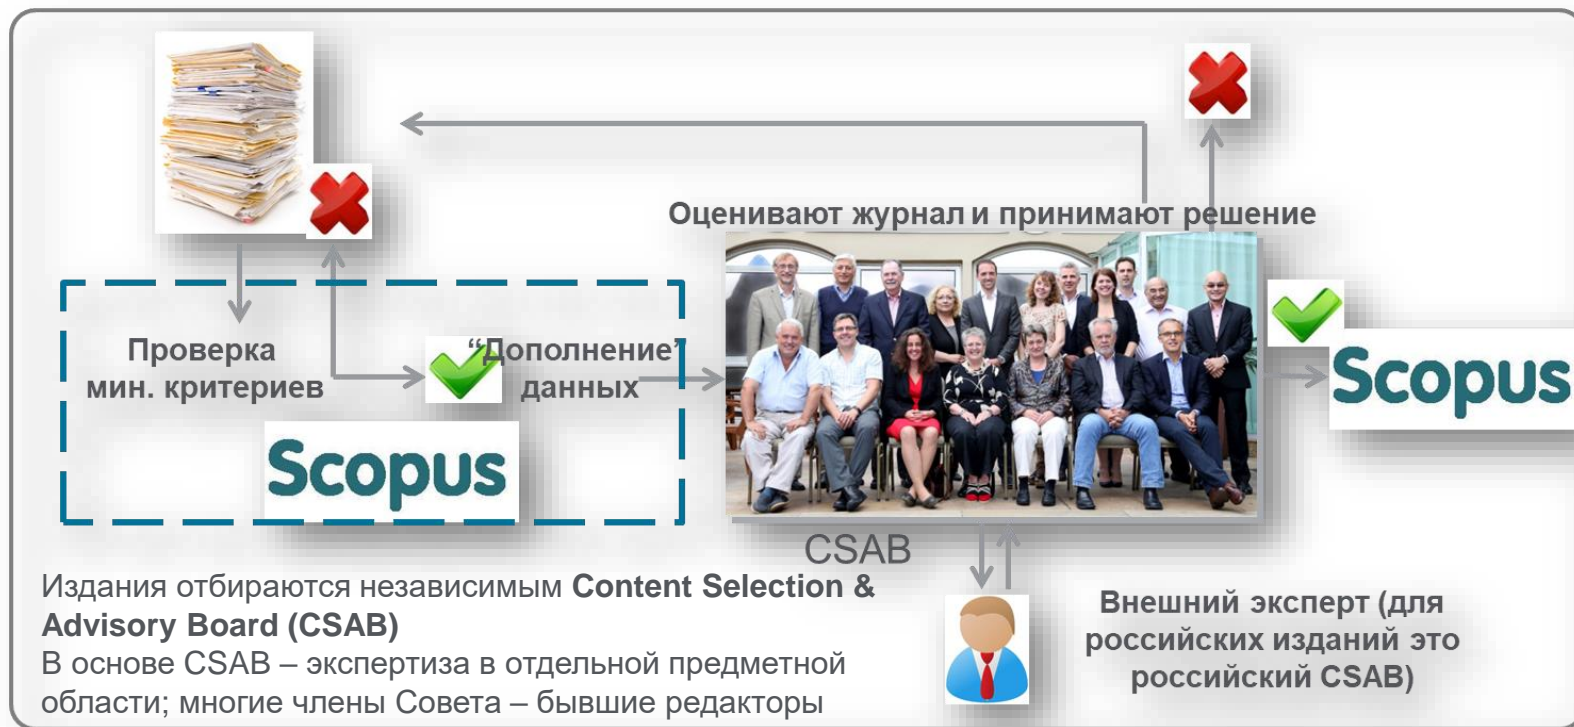 Оценивают журнал и принимают решение
Проверка
мин. критериев
“Дополнение”
данных
Scopus
Scopus
CSAB
Издания отбираются независимым Content Selection &
Advisory Board (CSAB)
В основе CSAB – экспертиза в отдельной предметной
области; многие члены Совета – бывшие редакторы
Внешний эксперт (для
российских изданий это
российский CSAB)